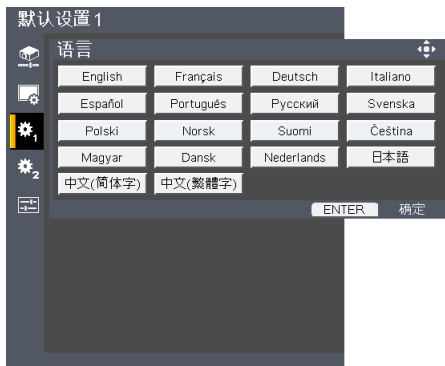 默认设置1
语言
English Français Deutsch Italiano
Español Português Русский Svenska
Polski Norsk Suomi Čeština
Magyar Dansk Nederlands 日本語
中文(简体字) 中文(繁體字)
ENTER 确定
1
2